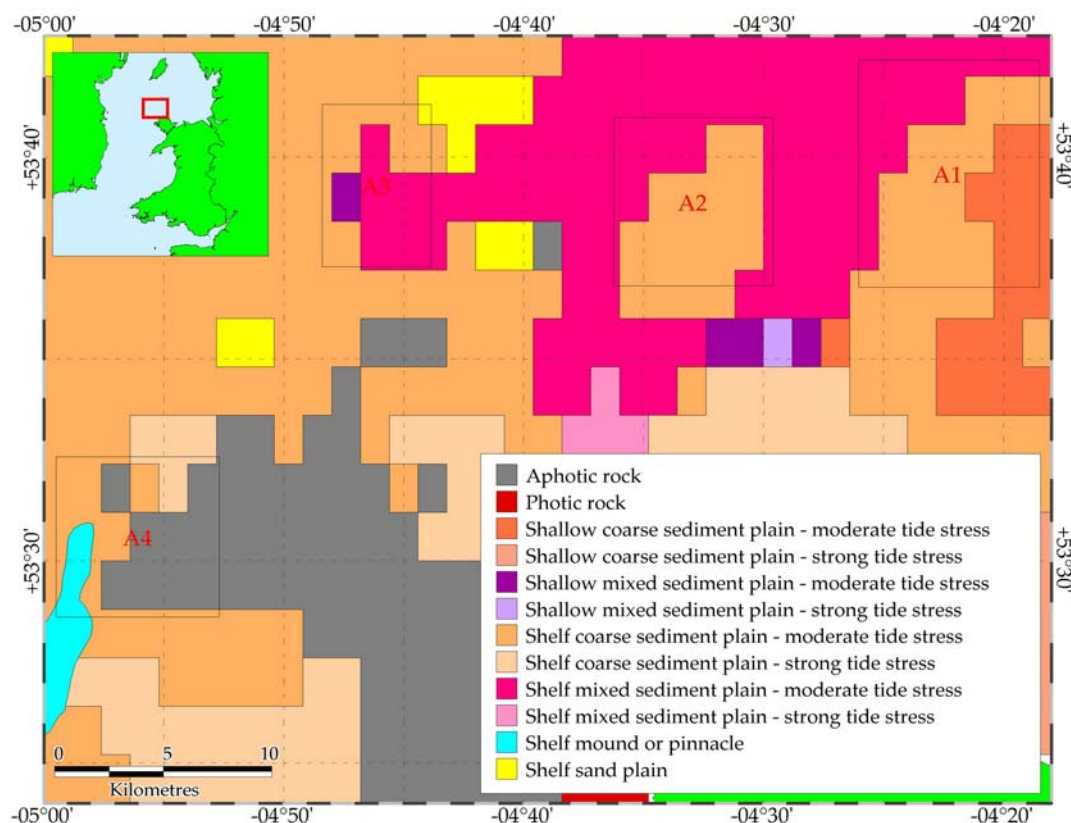 -05°00' -04°50' -04°40' -04°30' -04°20'
+53°40' +53°40'
A1
A2
A3
A4
+53°30' +53°30'
Aphotic rock
Photic rock
Shallow coarse sediment plain - moderate tide stress
Shallow coarse sediment plain - strong tide stress
Shallow mixed sediment plain - moderate tide stress
Shallow mixed sediment plain - strong tide stress
Shelf coarse sediment plain - moderate tide stress
Shelf coarse sediment plain - strong tide stress
Shelf mixed sediment plain - moderate tide stress
Shelf mixed sediment plain - strong tide stress
Shelf mound or pinnacle
Shelf sand plain
0 5 10
Kilometres
-05°00' -04°50' -04°40' -04°30' -04°20'